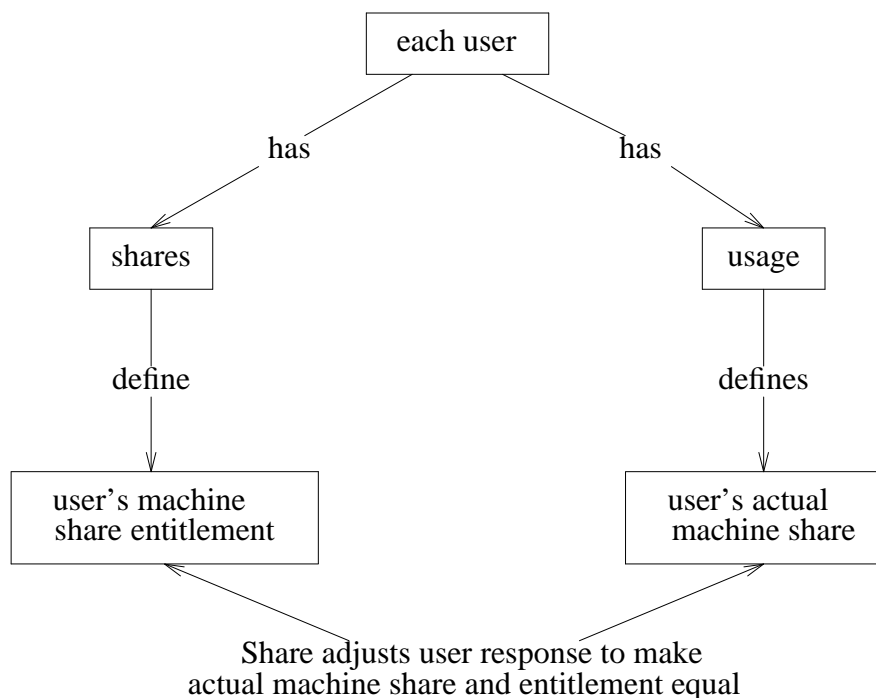 each user
has
has
shares
usage
define
defines
user’s machine
share entitlement
user’s actual
machine share
Share adjusts user response to make
actual machine share and entitlement equal